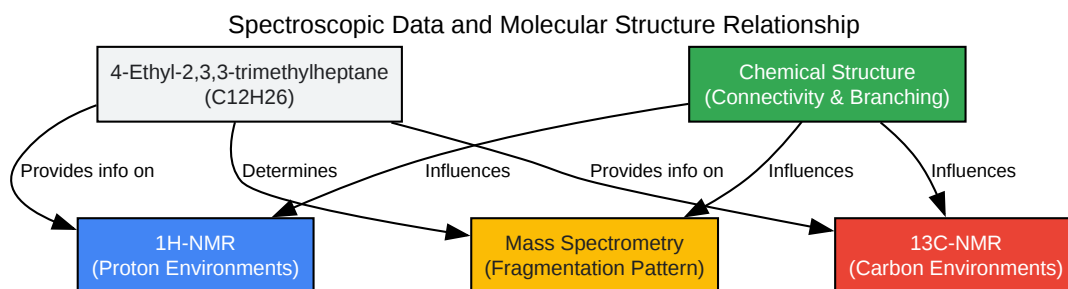 Spectroscopic Data and Molecular Structure Relationship
4-Ethyl-2,3,3-trimethylheptane
(C12H26)
Chemical Structure
(Connectivity & Branching)
Provides info on
Determines
Influences
Provides info on
Influences
Influences
1H-NMR
(Proton Environments)
Mass Spectrometry
(Fragmentation Pattern)
13C-NMR
(Carbon Environments)